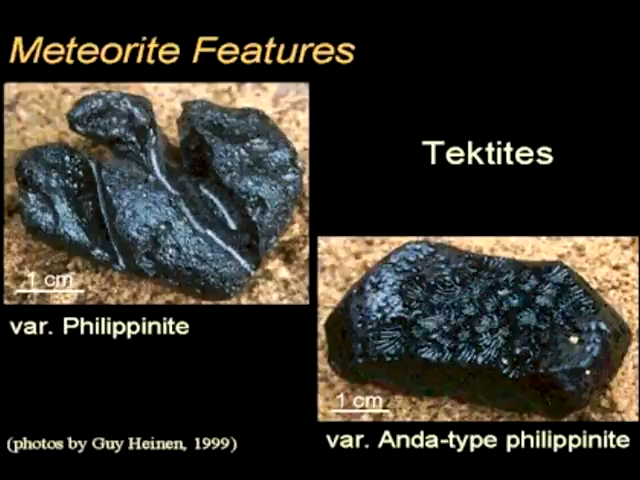 Meteorite Features
Tektites
1 cm
var. Philippinite
1 cm
(photos by Guy Heinen, 1999)
var. Anda-type philippinite